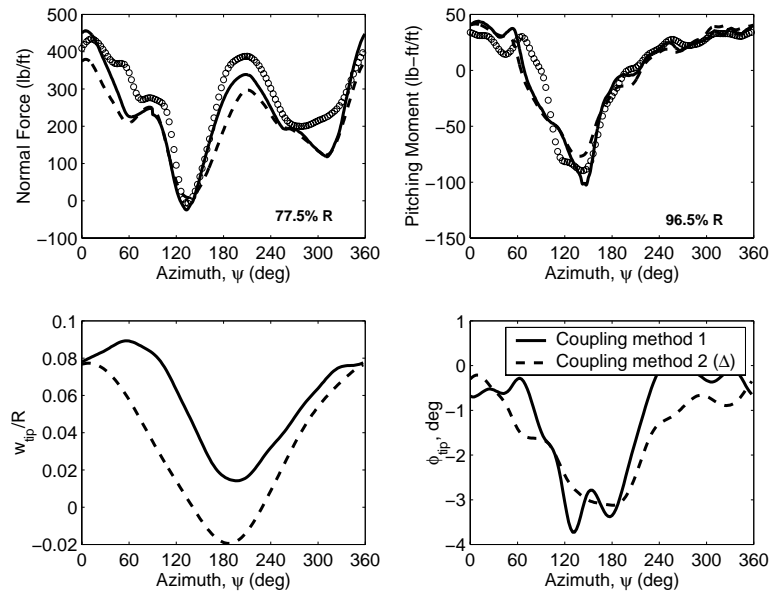 500
400
300
200
100
0
−100
0 60 120 180 240 300 360
Normal Force (lb/ft)
Azimuth, ψ (deg)
77.5% R
50
0
−50
−100
−150
0 60 120 180 240 300 360
Pitching Moment (lb−ft/ft)
Azimuth, ψ (deg)
96.5% R
0.1
0.08
0.06
0.04
0.02
0
−0.02
0 60 120 180 240 300 360
w_tip/R
Azimuth, ψ (deg)
1
0
−1
−2
−3
−4
0 60 120 180 240 300 360
ϕ_tip, deg
Azimuth, ψ (deg)
Coupling method 1
Coupling method 2 (Δ)